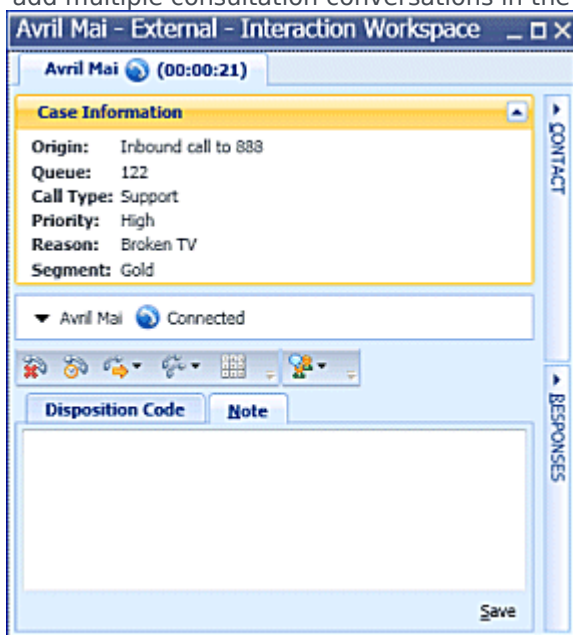 add multiple consultation conversations in the
Avril Mai - External - Interaction Workspace
Avril Mai (00:00:21)
Case Information
Origin: Inbound call to 888
Queue: 122
Call Type: Support
Priority: High
Reason: Broken TV
Segment: Gold
Avril Mai Connected
Disposition Code Note
Save
CONTACT
RESPONSES